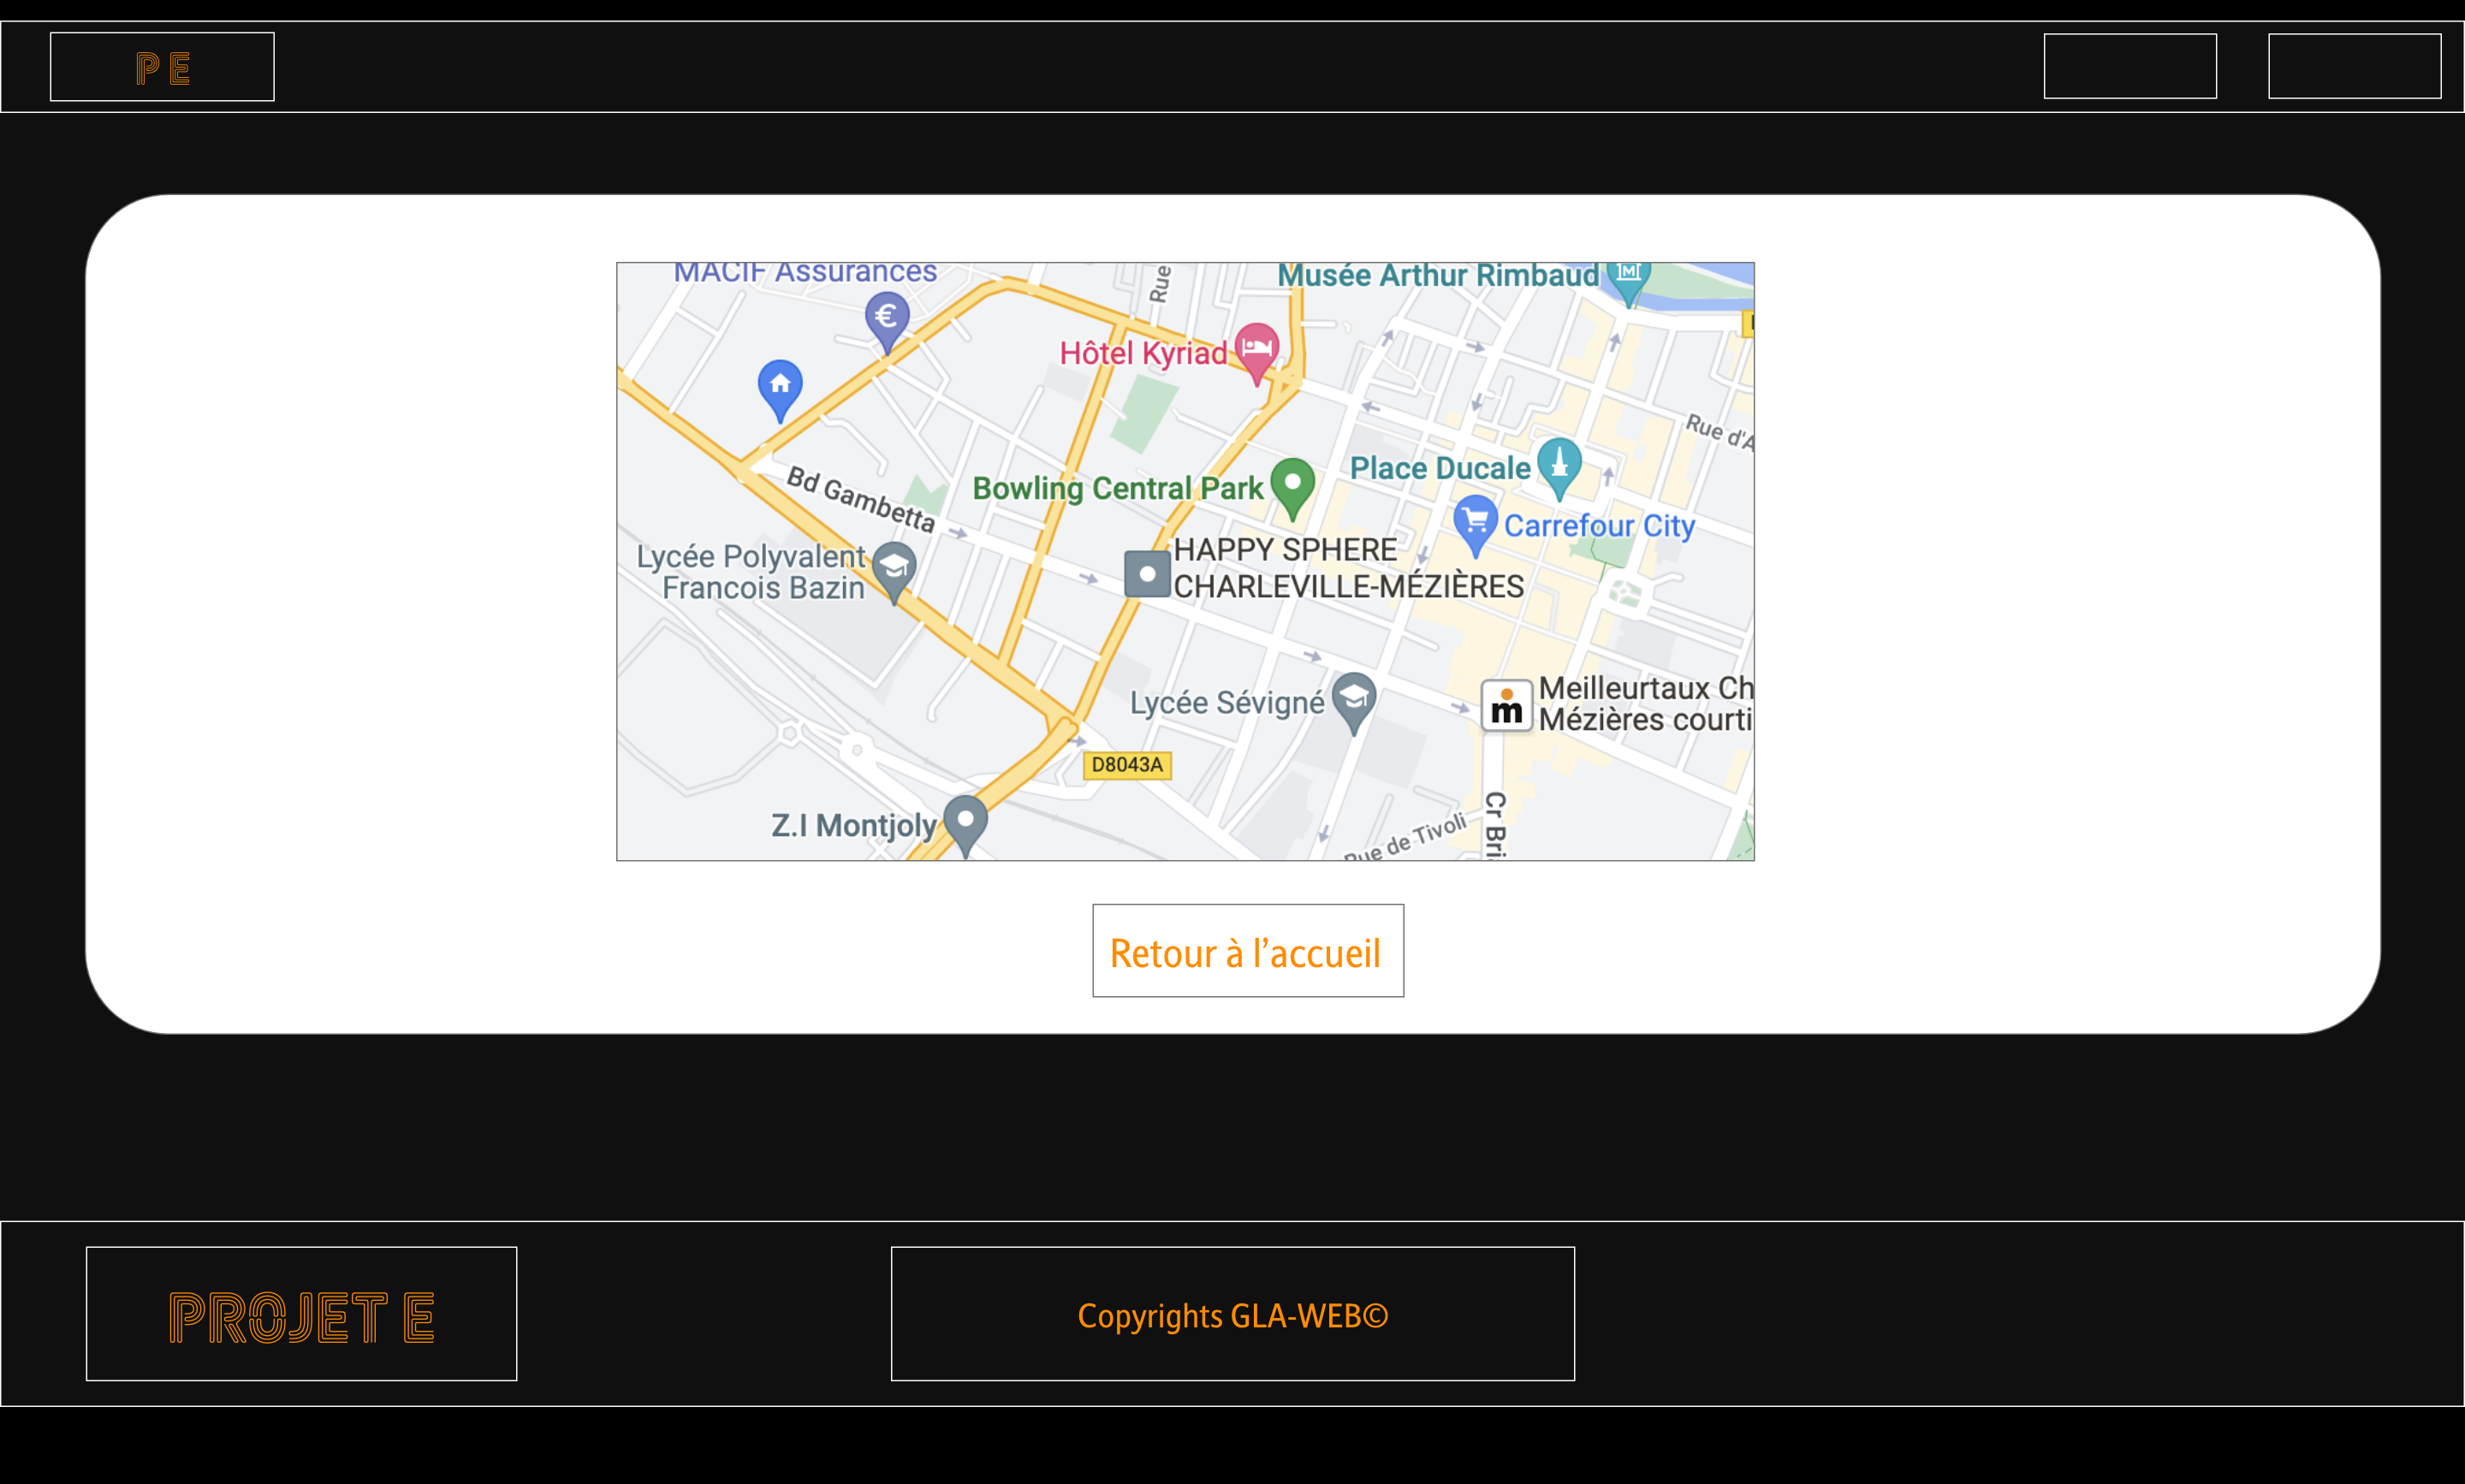 P E
MACIF Assurances
Rue
Musée Arthur Rimbaud
Hôtel Kyriad
Rue d'A
Bd Gambetta
Bowling Central Park
Place Ducale
Carrefour City
Lycée Polyvalent
Francois Bazin
HAPPY SPHERE
CHARLEVILLE-MÉZIÈRES
Lycée Sévigné
m
Meilleurtaux Ch
Mézières courti
D8043A
Z.I Montjoly
Rue de Tivoli
Cr Bri
Retour à l’accueil
PROJET E
Copyrights GLA-WEB©